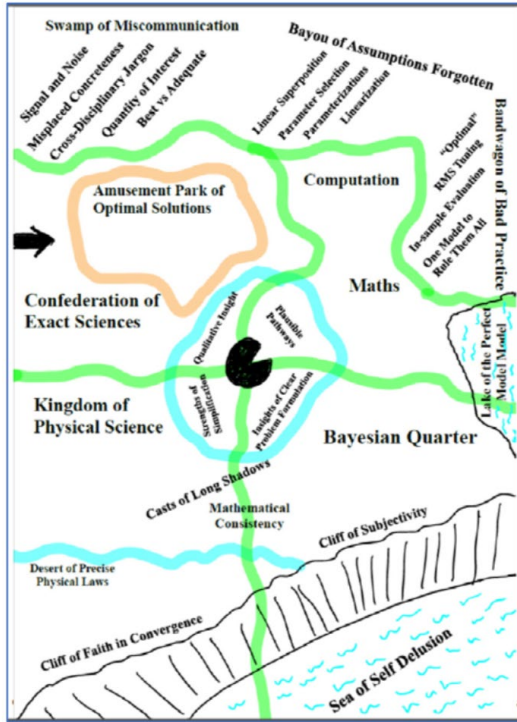 Swamp of Miscommunication
Signal and Noise
Misplaced Concreteness
Cross-Disciplinary Jargon
Quantity of Interest
Best vs Adequate
Bayou of Assumptions Forgotten
Linear Superposition
Parameter Selection
Parameterizations
Linearization
Bandwagon of Bad Practice
"Optimal"
RMS Tuning
In-sample Evaluation
One Model to
Rule Them All
Amusement Park of
Optimal Solutions
Computation
Maths
Confederation of
Exact Sciences
Qualitative Insight
Plausible
Pathways
Lake of the Perfect
Model Model
Kingdom of
Physical Science
Strengths of
Simplification
Insights of Clear
Problem Formulation
Bayesian Quarter
Casts of Long Shadows
Mathematical
Consistency
Cliff of Subjectivity
Desert of Precise
Physical Laws
Cliff of Faith in Convergence
Sea of Self Delusion